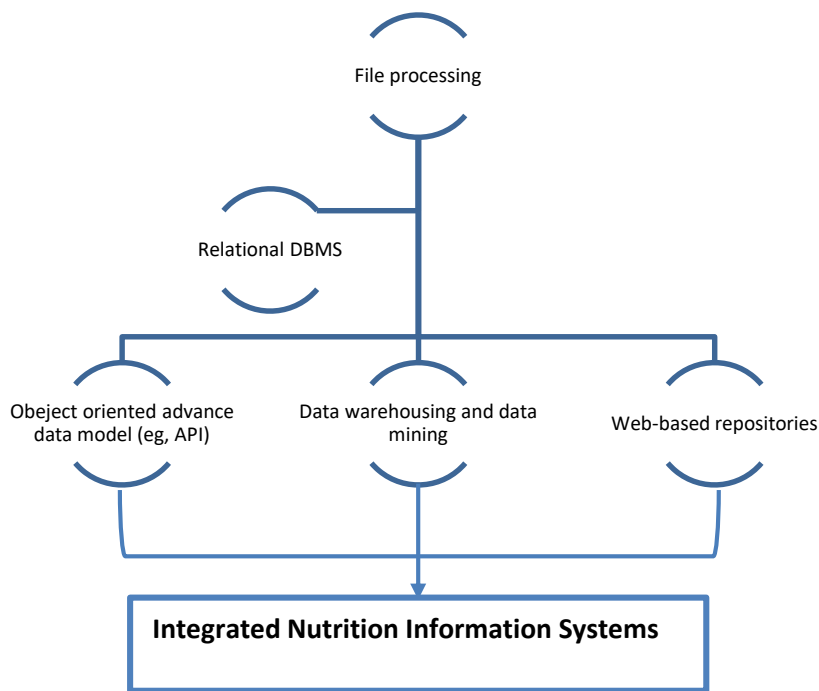 File processing
Relational DBMS
Obeject oriented advance
data model (eg, API)
Data warehousing and data
mining
Web-based repositories
Integrated Nutrition Information Systems